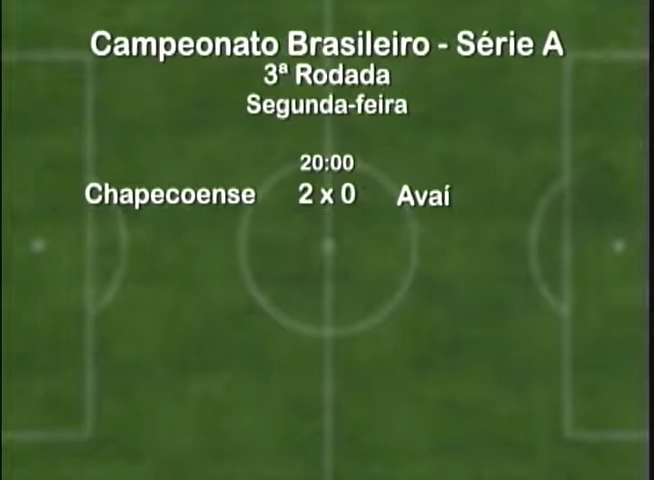 Campeonato Brasileiro - Série A
3ª Rodada
Segunda-feira
20:00
Chapecoense 2 x 0 Avaí